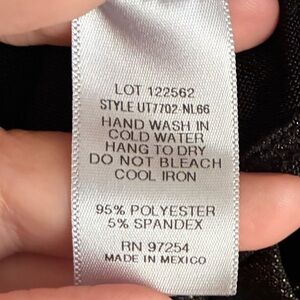 LOT 122562
STYLE UT7702-NL66
HAND WASH IN
COLD WATER
HANG TO DRY
DO NOT BLEACH
COOL IRON
95% POLYESTER
5% SPANDEX
RN 97254
MADE IN MEXICO